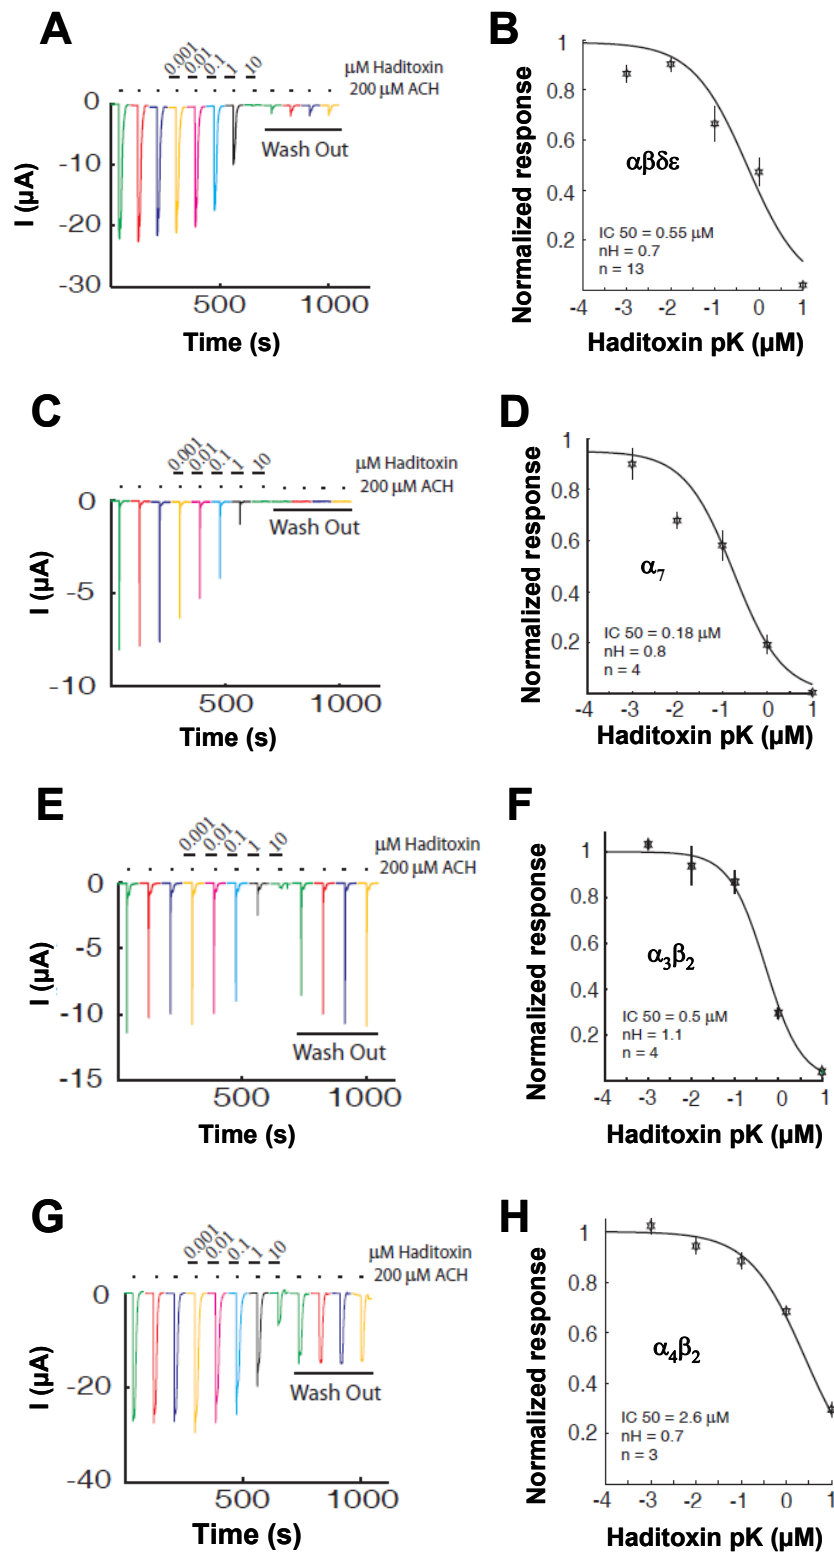 A
0.001
0.01
0.1
1
10
μM Haditoxin
200 μM ACH
0
-10
-20
-30
I (μA)
Wash Out
500
1000
Time (s)
B
1
0.8
0.6
0.4
0.2
Normalized response
αβδε
IC 50 = 0.55 μM
nH = 0.7
n = 13
-4
-3
-2
-1
0
1
Haditoxin pK (μM)
C
0.001
0.01
0.1
1
10
μM Haditoxin
200 μM ACH
0
-5
-10
I (μA)
Wash Out
500
1000
Time (s)
D
1
0.8
0.6
0.4
0.2
Normalized response
α7
IC 50 = 0.18 μM
nH = 0.8
n = 4
-4
-3
-2
-1
0
1
Haditoxin pK (μM)
E
0.001
0.01
0.1
1
10
μM Haditoxin
200 μM ACH
0
-5
-10
-15
I (μA)
Wash Out
500
1000
Time (s)
F
1
0.8
0.6
0.4
0.2
Normalized response
α3β2
IC 50 = 0.5 μM
nH = 1.1
n = 4
-4
-3
-2
-1
0
1
Haditoxin pK (μM)
G
0.001
0.01
0.1
1
10
μM Haditoxin
200 μM ACH
0
-20
-40
I (μA)
Wash Out
500
1000
Time (s)
H
1
0.8
0.6
0.4
0.2
Normalized response
α4β2
IC 50 = 2.6 μM
nH = 0.7
n = 3
-4
-3
-2
-1
0
1
Haditoxin pK (μM)